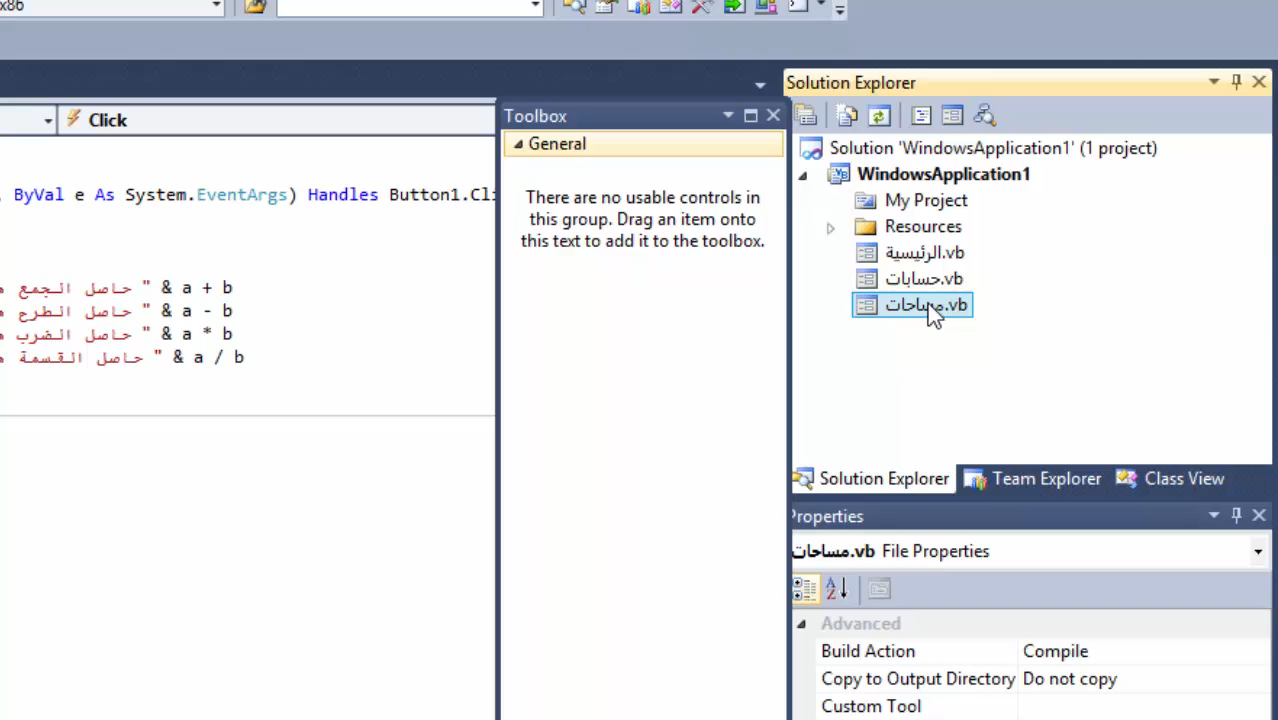 x86
Click
, ByVal e As System.EventArgs) Handles Button1.Cli
حاصل الجمع ه " & a + b
حاصل الطرح ه " & a - b
حاصل الضرب ه " & a * b
حاصل القسمة ه " & a / b
Toolbox
General
There are no usable controls in
this group. Drag an item onto
this text to add it to the toolbox.
Solution Explorer
Solution 'WindowsApplication1' (1 project)
WindowsApplication1
My Project
Resources
الرئيسية.vb
حسابات.vb
مساحات.vb
Solution Explorer
Team Explorer
Class View
Properties
مساحات.vb File Properties
Advanced
Build Action Compile
Copy to Output Directory Do not copy
Custom Tool